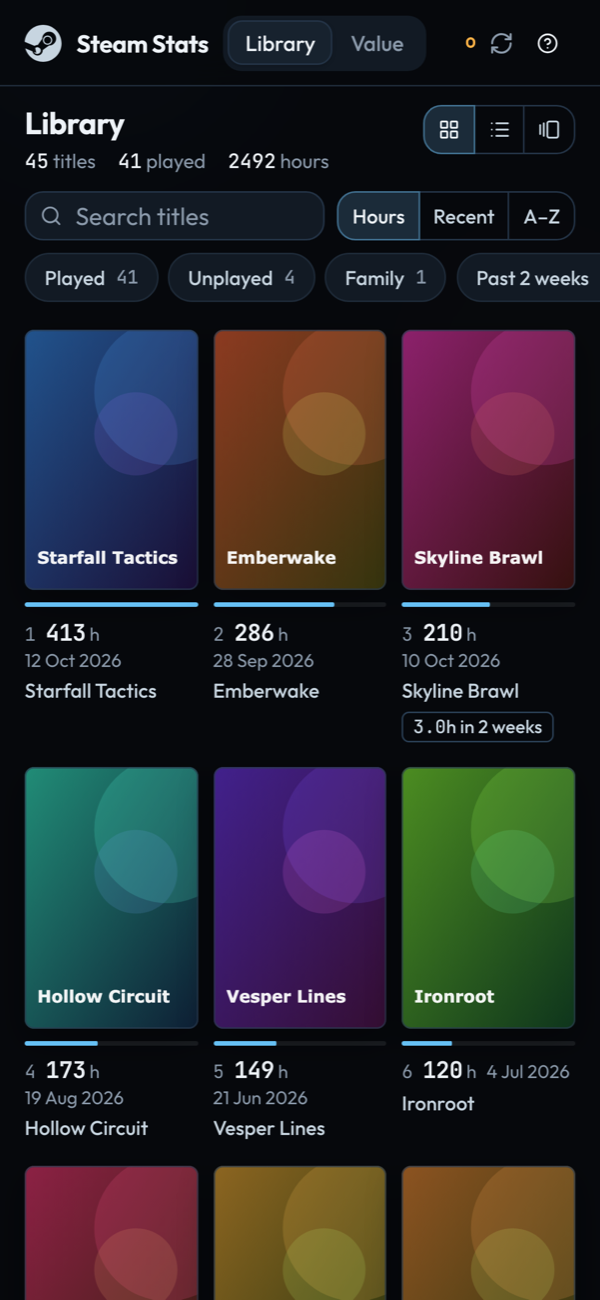 Steam Stats Library Value
Library
45 titles 41 played 2492 hours
Search titles Hours Recent A–Z
Played 41 Unplayed 4 Family 1 Past 2 weeks
Starfall Tactics Emberwake Skyline Brawl
1 413 h 2 286 h 3 210 h
12 Oct 2026 28 Sep 2026 10 Oct 2026
Starfall Tactics Emberwake Skyline Brawl
3.0h in 2 weeks
Hollow Circuit Vesper Lines Ironroot
4 173 h 5 149 h 6 120 h 4 Jul 2026
19 Aug 2026 21 Jun 2026
Ironroot
Hollow Circuit Vesper Lines